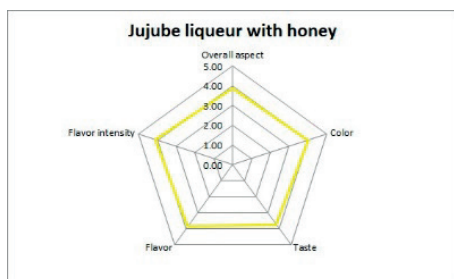 Jujube liqueur with honey
Overall aspect
5.00
4.00
3.00
2.00
1.00
0.00
Flavor intensity
Color
Flavor
Taste